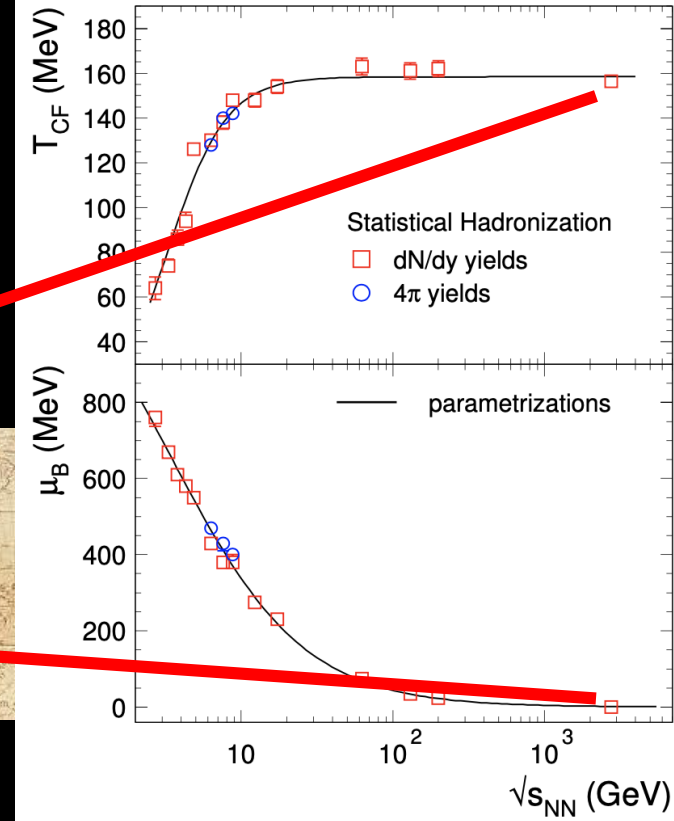 180
160
140
120
100
80
60
40
T_CF (MeV)
Statistical Hadronization
dN/dy yields
4π yields
800
600
400
200
0
μ_B (MeV)
parametrizations
10
10²
10³
√s_NN (GeV)